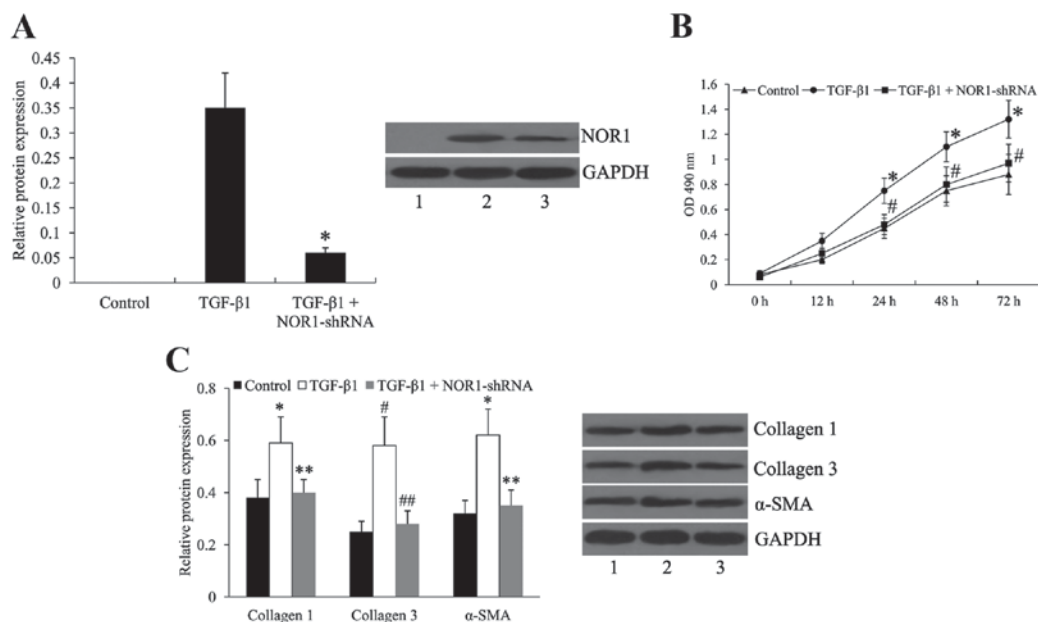 A
Relative protein expression
0.45
0.4
0.35
0.3
0.25
0.2
0.15
0.1
0.05
0
*
Control
TGF-β1
TGF-β1 +
NOR1-shRNA
NOR1
GAPDH
1 2 3
B
OD 490 nm
1.6
1.4
1.2
1
0.8
0.6
0.4
0.2
0
Control TGF-β1 TGF-β1 + NOR1-shRNA
* * *
# # #
0 h 12 h 24 h 48 h 72 h
C
Control TGF-β1 TGF-β1 + NOR1-shRNA
Relative protein expression
0.8
0.6
0.4
0.2
0
* # *
** ## **
Collagen 1 Collagen 3 α-SMA
Collagen 1
Collagen 3
α-SMA
GAPDH
1 2 3